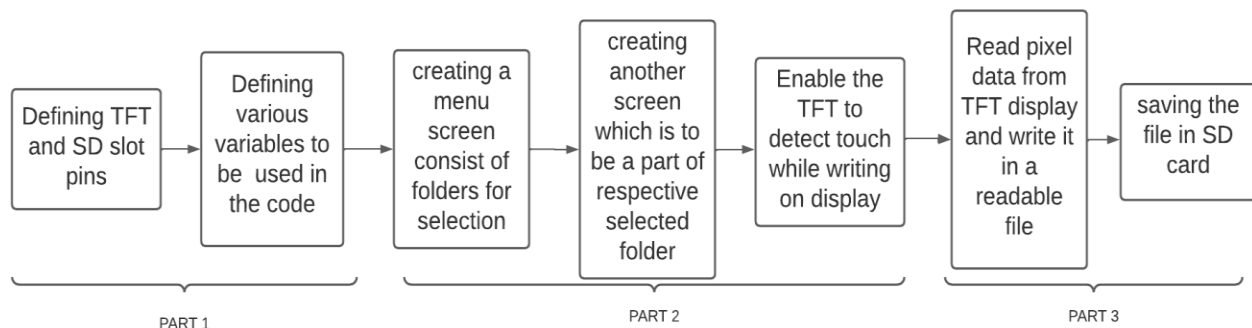 Defining TFT
and SD slot
pins
Defining
various
variables to
be used in
the code
creating a
menu
screen
consist of
folders for
selection
creating
another
screen
which is to
be a part of
respective
selected
folder
Enable the
TFT to
detect touch
while writing
on display
Read pixel
data from
TFT display
and write it
in a
readable
file
saving the
file in SD
card
PART 1
PART 2
PART 3